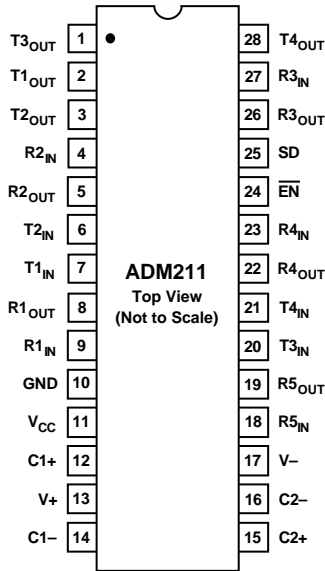 T3OUT 1 28 T4OUT
T1OUT 2 27 R3IN
T2OUT 3 26 R3OUT
R2IN 4 25 SD
R2OUT 5 24 E̅N̅
T2IN 6 23 R4IN
T1IN 7 ADM211 22 R4OUT
R1OUT 8 Top View 21 T4IN
(Not to Scale)
R1IN 9 20 T3IN
GND 10 19 R5OUT
VCC 11 18 R5IN
C1+ 12 17 V–
V+ 13 16 C2–
C1– 14 15 C2+